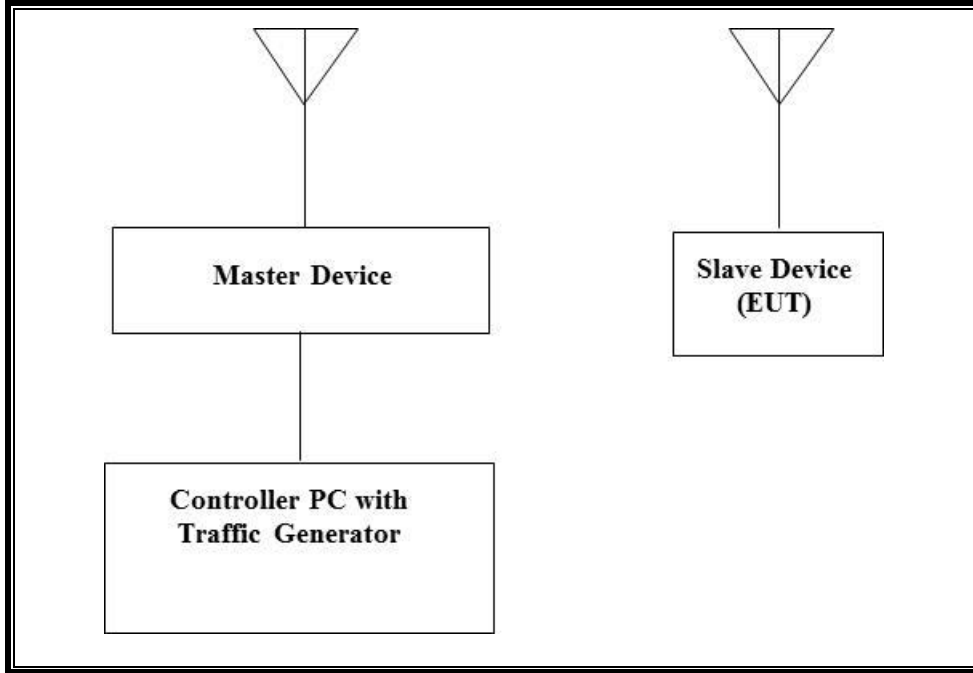 Master Device
Slave Device
(EUT)
Controller PC with
Traffic Generator